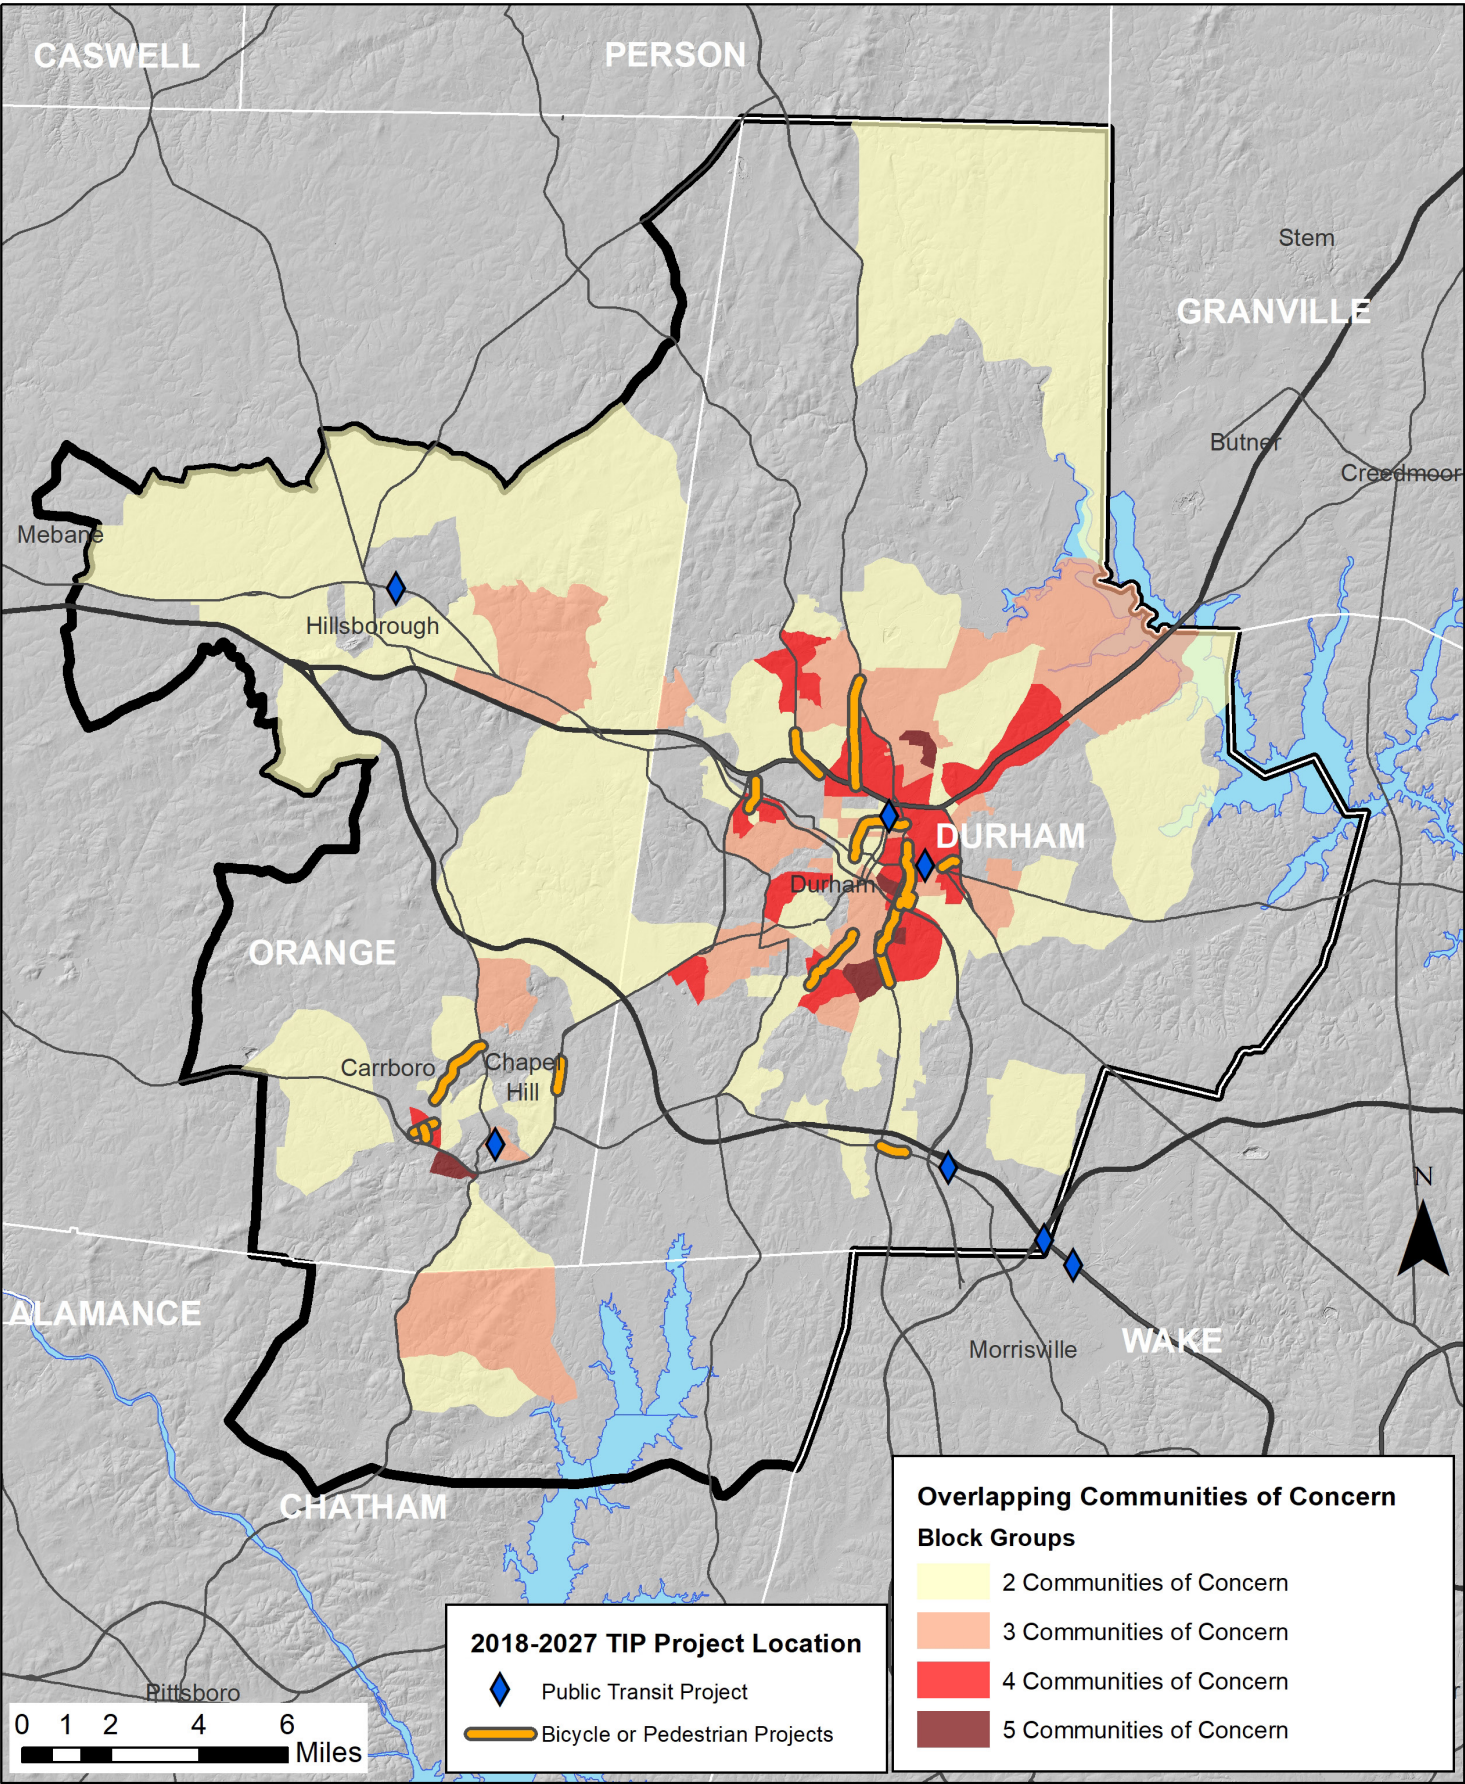 CASWELL
PERSON
Stem
GRANVILLE
Butner
Creedmoor
Mebane
Hillsborough
DURHAM
Durham
ORANGE
Carrboro
Chapel
Hill
N
ALAMANCE
Morrisville
WAKE
CHATHAM
Pittsboro
0 1 2 4 6
Miles
2018-2027 TIP Project Location
Public Transit Project
Bicycle or Pedestrian Projects
Overlapping Communities of Concern
Block Groups
2 Communities of Concern
3 Communities of Concern
4 Communities of Concern
5 Communities of Concern